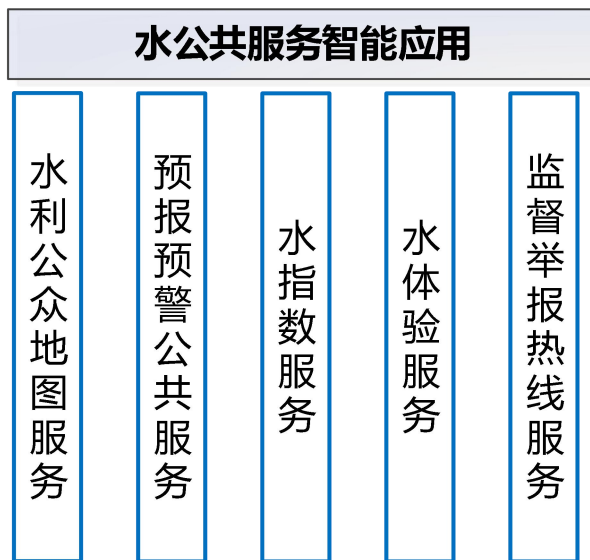 水公共服务智能应用
水利公众地图服务
预报预警公共服务
水指数服务
水体验服务
监督举报热线服务